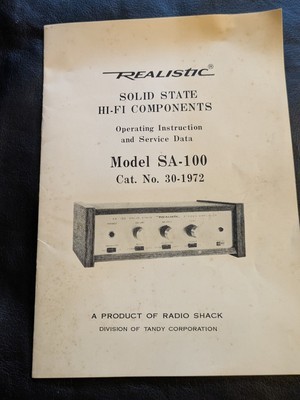 REALISTIC®
SOLID STATE
HI-FI COMPONENTS
Operating Instruction
and Service Data
Model SA-100
Cat. No. 30-1972
REALISTIC
A PRODUCT OF RADIO SHACK
DIVISION OF TANDY CORPORATION